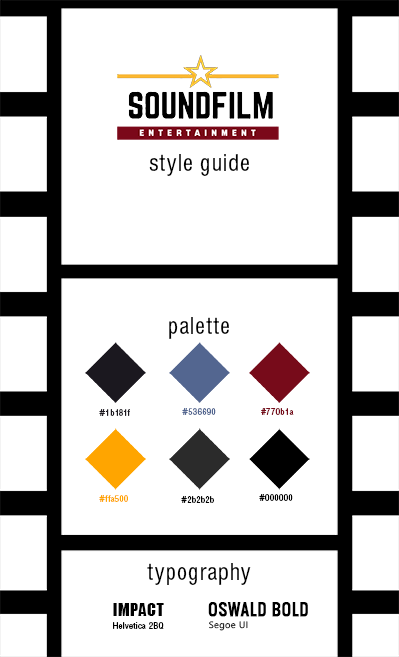 SOUNDFILM
ENTERTAINMENT
style guide
palette
#1b181f #536690 #770b1a
#ffa500 #2b2b2b #000000
typography
IMPACT OSWALD BOLD
Helvetica 2BQ Segoe UI